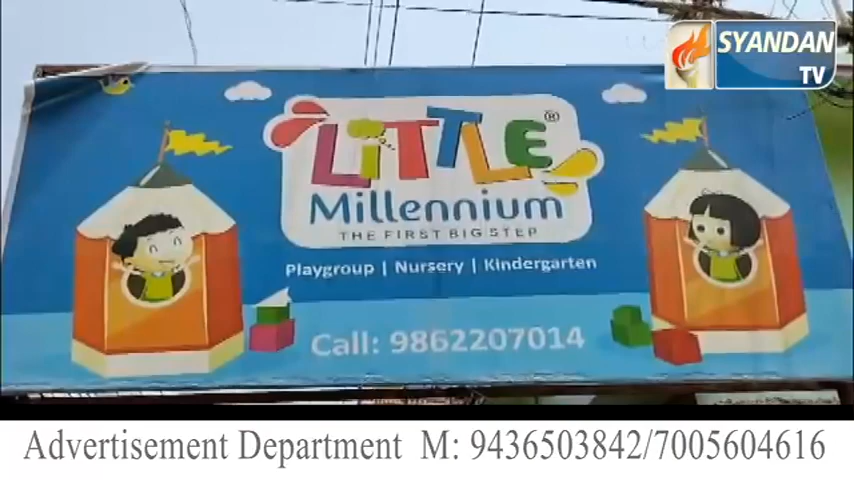 SYANDAN
TV
LiTTLE ®
Millennium
THE FIRST BIG STEP
Playgroup | Nursery | Kindergarten
Call: 9862207014
Advertisement Department M: 9436503842/7005604616